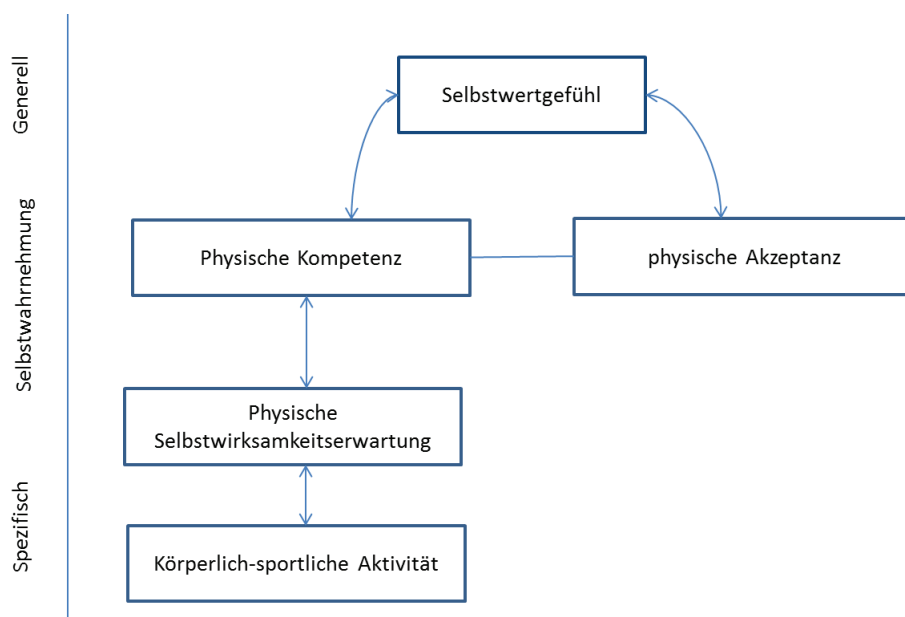 Generell
Selbstwertgefühl
Selbstwahrnehmung
Physische Kompetenz
physische Akzeptanz
Physische
Selbstwirksamkeitserwartung
Spezifisch
Körperlich-sportliche Aktivität